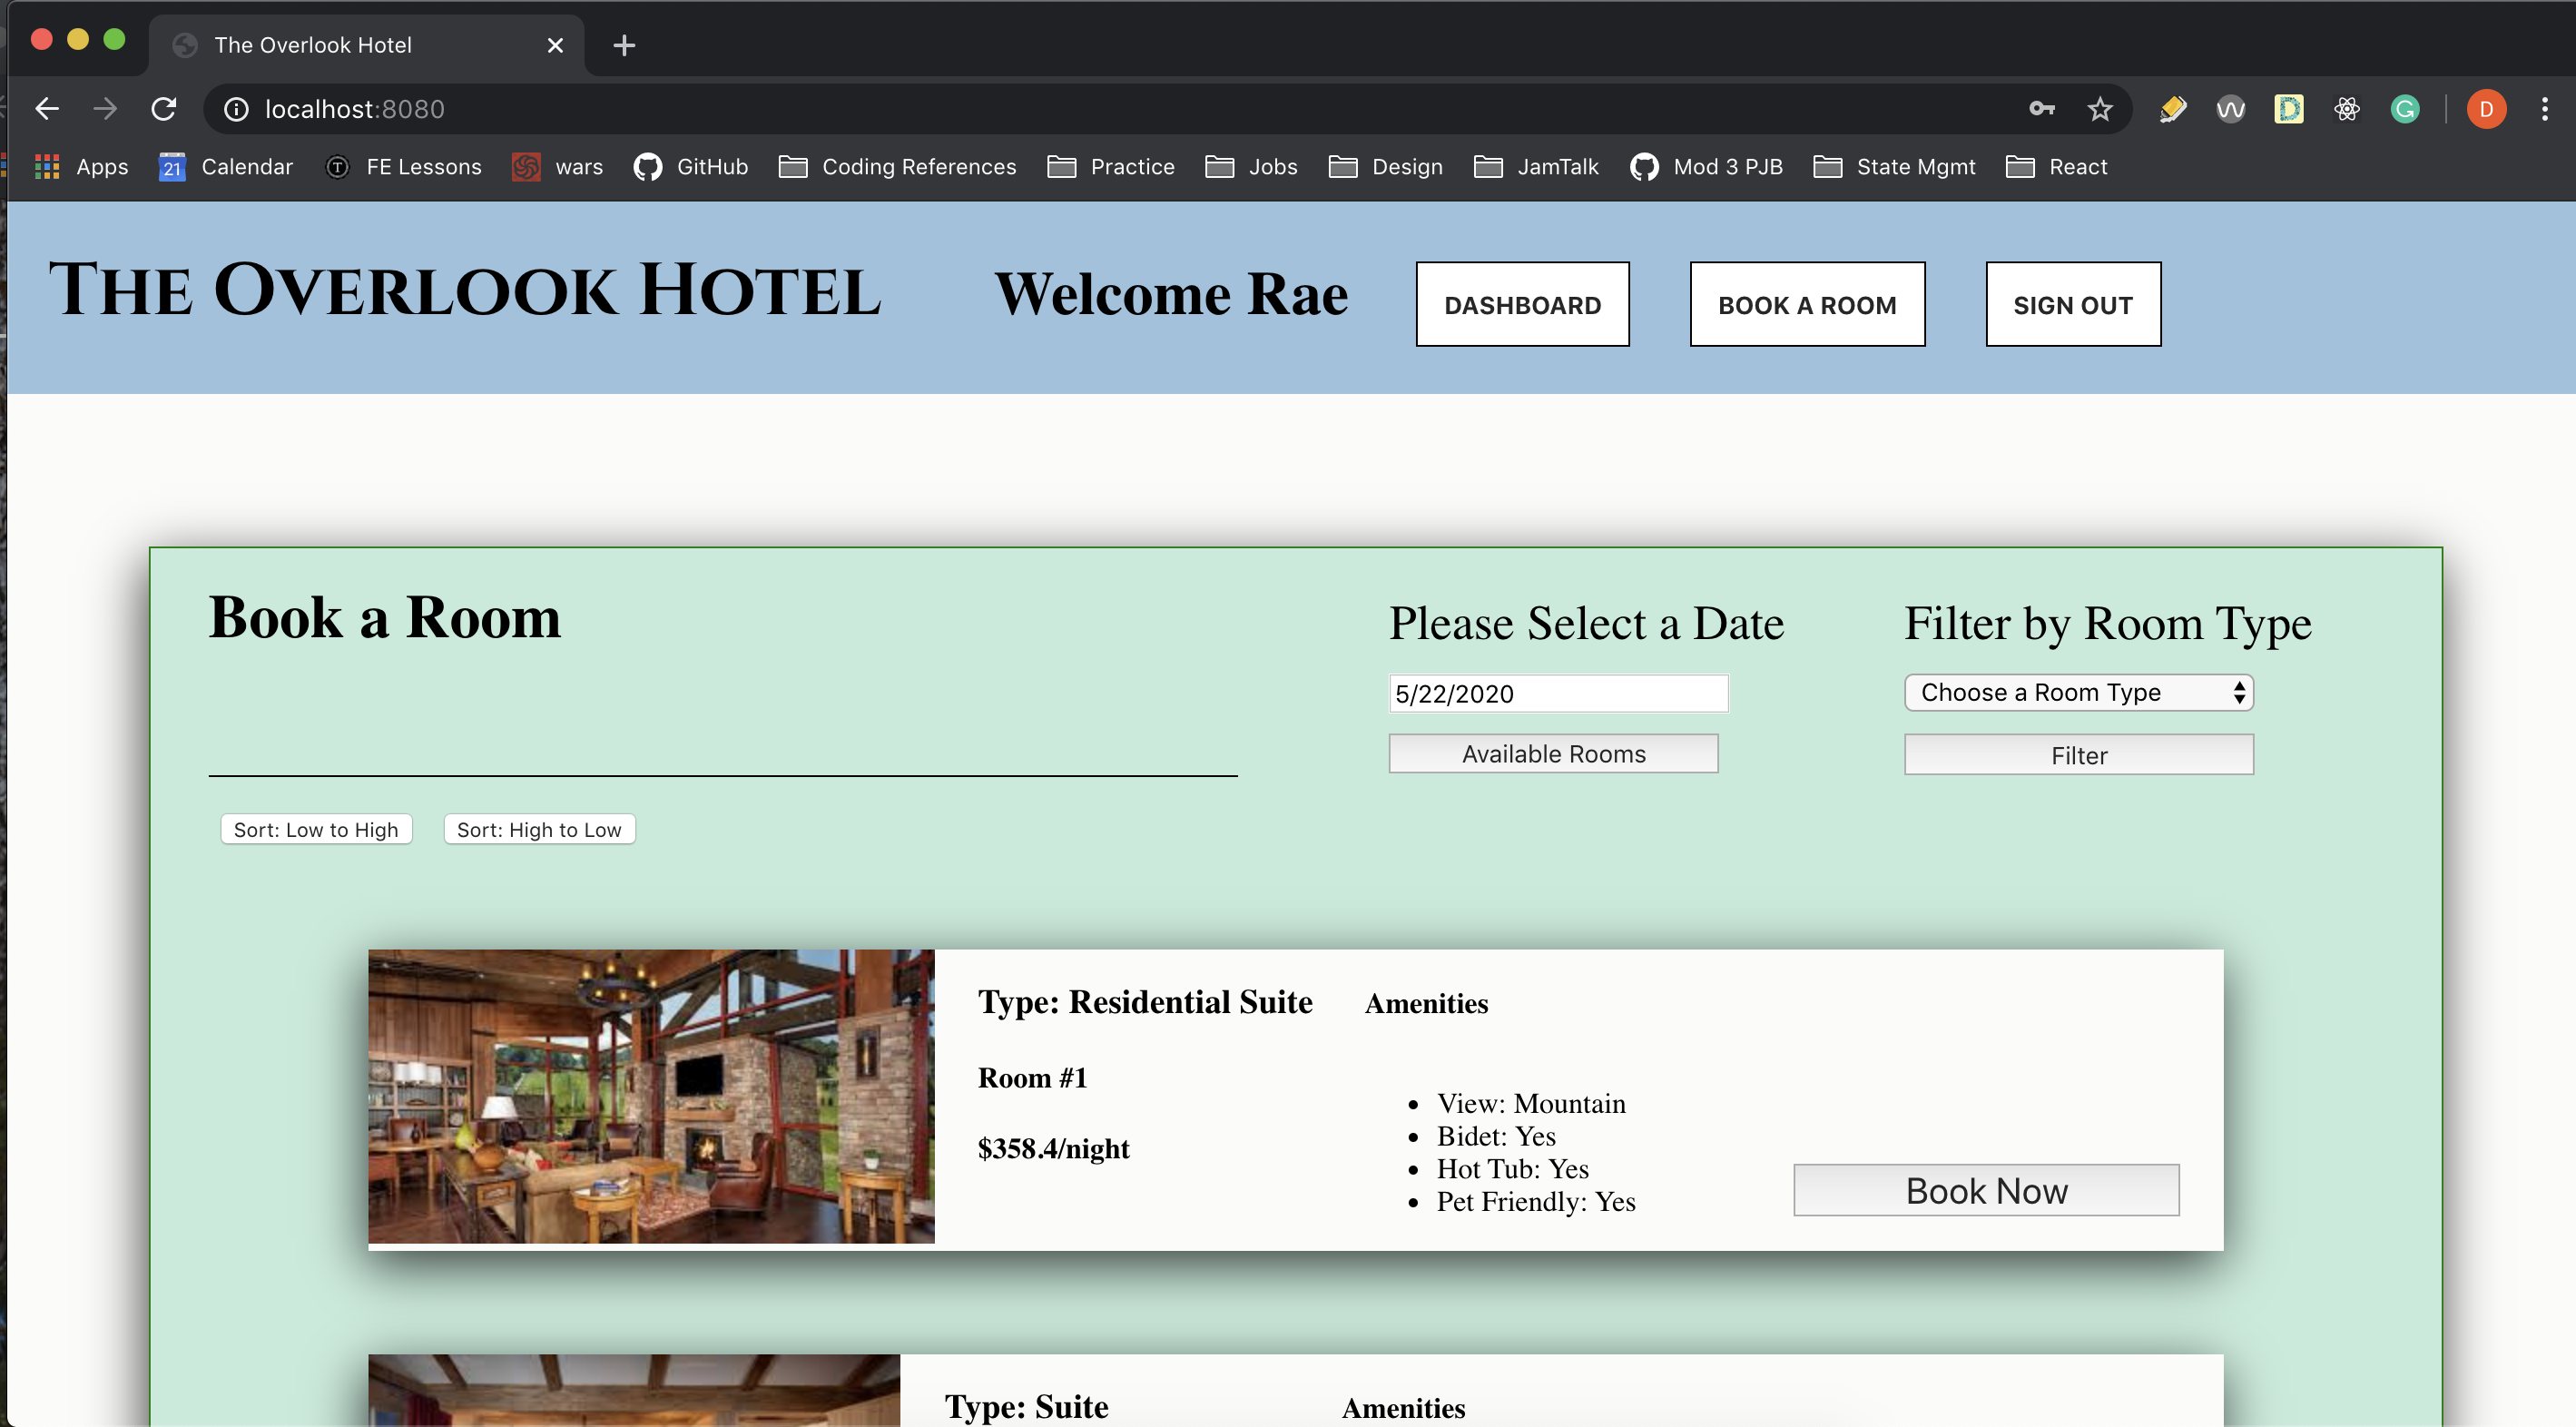 The Overlook Hotel
localhost:8080
D
Apps 21 Calendar T FE Lessons wars GitHub Coding References Practice Jobs Design JamTalk Mod 3 PJB State Mgmt React
The Overlook Hotel Welcome Rae DASHBOARD BOOK A ROOM SIGN OUT
Book a Room
Please Select a Date
5/22/2020
Available Rooms
Filter by Room Type
Choose a Room Type
Filter
Sort: Low to High Sort: High to Low
Type: Residential Suite
Room #1
$358.4/night
Amenities
• View: Mountain
• Bidet: Yes
• Hot Tub: Yes
• Pet Friendly: Yes
Book Now
Type: Suite
Amenities